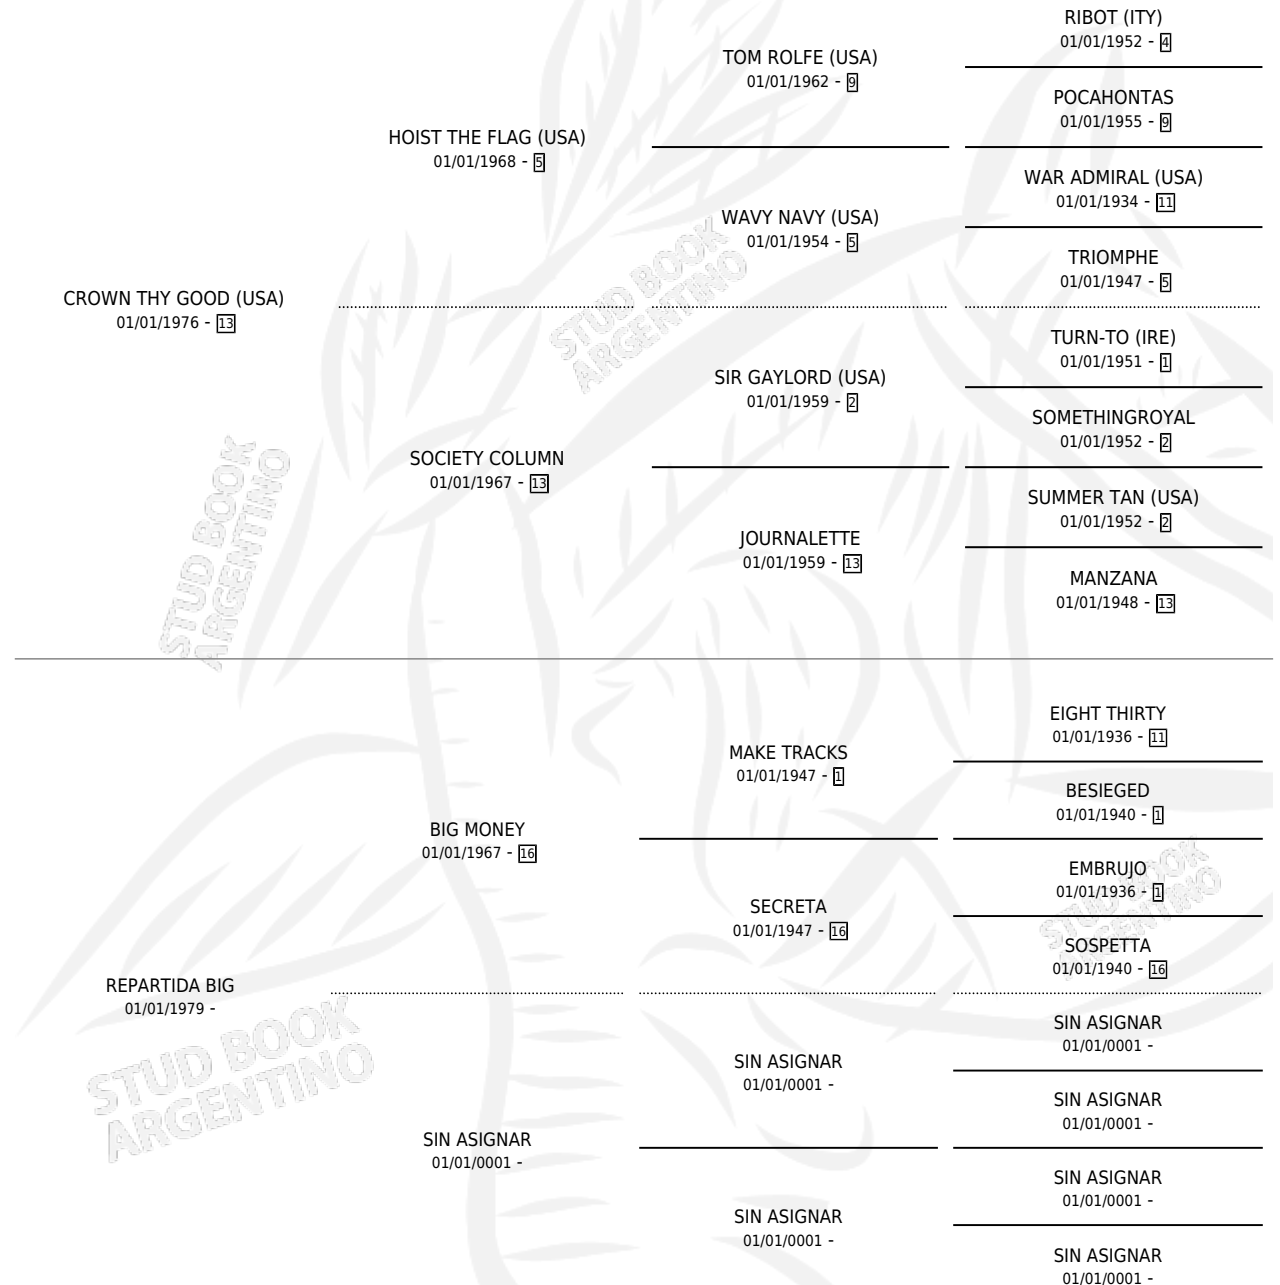 RIBOT (ITY)
01/01/1952 - 4
TOM ROLFE (USA)
01/01/1962 - 9
POCAHONTAS
01/01/1955 - 9
HOIST THE FLAG (USA)
01/01/1968 - 5
WAR ADMIRAL (USA)
01/01/1934 - 11
WAVY NAVY (USA)
01/01/1954 - 5
TRIOMPHE
01/01/1947 - 5
CROWN THY GOOD (USA)
01/01/1976 - 13
STUD BOOK
ARGENTINO
TURN-TO (IRE)
01/01/1951 - 1
SIR GAYLORD (USA)
01/01/1959 - 2
SOMETHINGROYAL
01/01/1952 - 2
SOCIETY COLUMN
01/01/1967 - 13
SUMMER TAN (USA)
01/01/1952 - 2
JOURNALETTE
01/01/1959 - 13
MANZANA
01/01/1948 - 13
STUD BOOK
ARGENTINO
EIGHT THIRTY
01/01/1936 - 11
MAKE TRACKS
01/01/1947 - 1
BESIEGED
01/01/1940 - 1
BIG MONEY
01/01/1967 - 16
EMBRUJO
01/01/1936 - 1
SECRETA
01/01/1947 - 16
SOSPETTA
01/01/1940 - 16
STUD BOOK
ARGENTINO
REPARTIDA BIG
01/01/1979 -
STUD BOOK
ARGENTINO
SIN ASIGNAR
01/01/0001 -
SIN ASIGNAR
01/01/0001 -
SIN ASIGNAR
01/01/0001 -
SIN ASIGNAR
01/01/0001 -
SIN ASIGNAR
01/01/0001 -
SIN ASIGNAR
01/01/0001 -
SIN ASIGNAR
01/01/0001 -